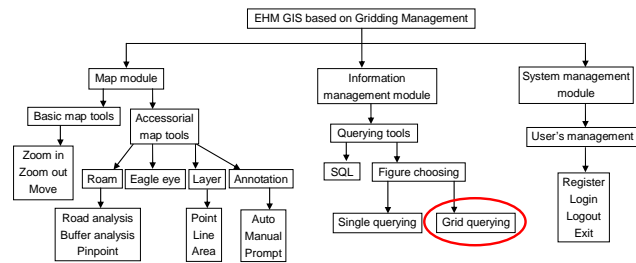 EHM GIS based on Gridding Management
Map module
Information
management module
System management
module
Basic map tools
Accessorial
map tools
Querying tools
User's management
Zoom in
Zoom out
Move
Roam
Eagle eye
Layer
Annotation
SQL
Figure choosing
Register
Login
Logout
Exit
Road analysis
Buffer analysis
Pinpoint
Point
Line
Area
Auto
Manual
Prompt
Single querying
Grid querying